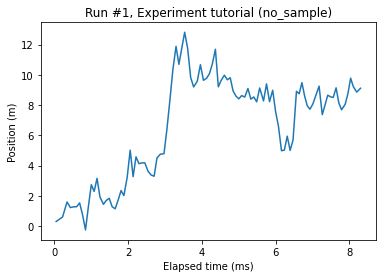 Run #1, Experiment tutorial (no_sample)
Position (m)
12
10
8
6
4
2
0
0 2 4 6 8
Elapsed time (ms)